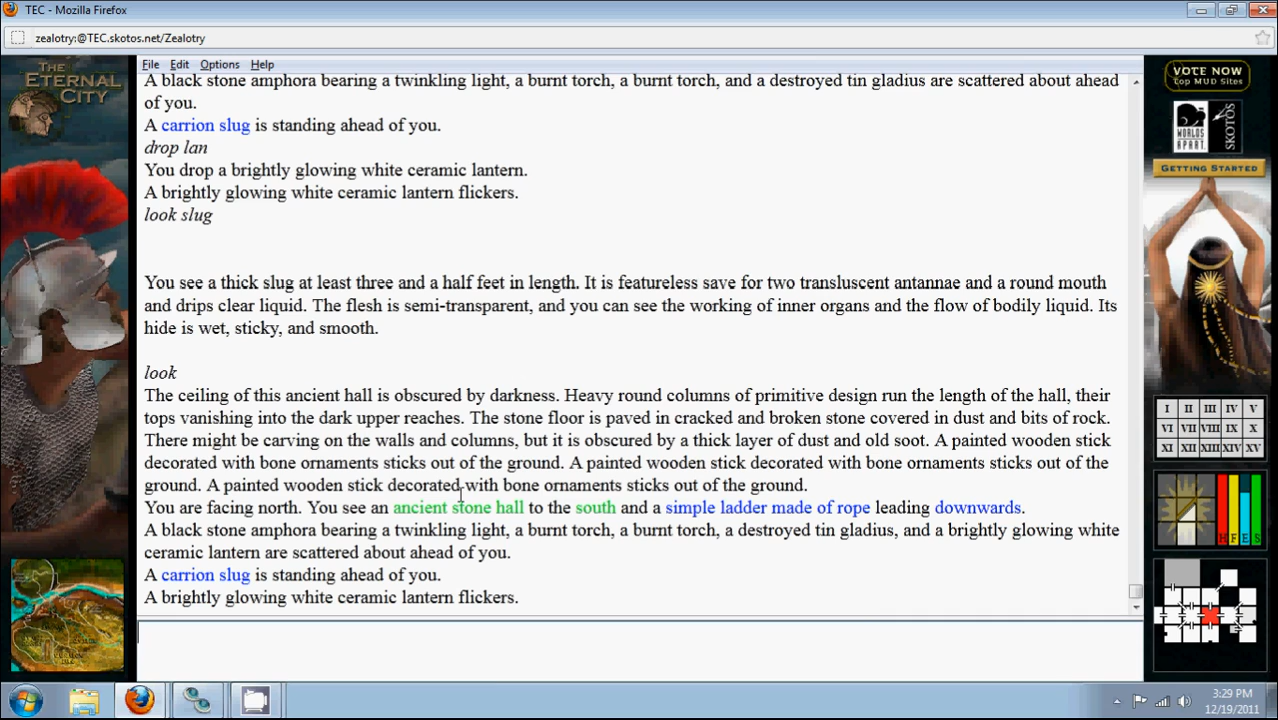 TEC - Mozilla Firefox
zealotry:@TEC.skotos.net/Zealotry
File Edit Options Help
THE
ETERNAL
CITY
A black stone amphora bearing a twinkling light, a burnt torch, a burnt torch, and a destroyed tin gladius are scattered about ahead
of you.
A carrion slug is standing ahead of you.
drop lan
You drop a brightly glowing white ceramic lantern.
A brightly glowing white ceramic lantern flickers.
look slug
You see a thick slug at least three and a half feet in length. It is featureless save for two transluscent antannae and a round mouth
and drips clear liquid. The flesh is semi-transparent, and you can see the working of inner organs and the flow of bodily liquid. Its
hide is wet, sticky, and smooth.
look
The ceiling of this ancient hall is obscured by darkness. Heavy round columns of primitive design run the length of the hall, their
tops vanishing into the dark upper reaches. The stone floor is paved in cracked and broken stone covered in dust and bits of rock.
There might be carving on the walls and columns, but it is obscured by a thick layer of dust and old soot. A painted wooden stick
decorated with bone ornaments sticks out of the ground. A painted wooden stick decorated with bone ornaments sticks out of the
ground. A painted wooden stick decorated with bone ornaments sticks out of the ground.
You are facing north. You see an ancient stone hall to the south and a simple ladder made of rope leading downwards.
A black stone amphora bearing a twinkling light, a burnt torch, a burnt torch, a destroyed tin gladius, and a brightly glowing white
ceramic lantern are scattered about ahead of you.
A carrion slug is standing ahead of you.
A brightly glowing white ceramic lantern flickers.
VOTE NOW
Top MUD Sites
WORLDS
APART
SKOTOS
GETTING STARTED
I II III IV V
VI VII VIII IX X
XI XII XIII XIV XV
H F E S
3:29 PM
12/19/2011